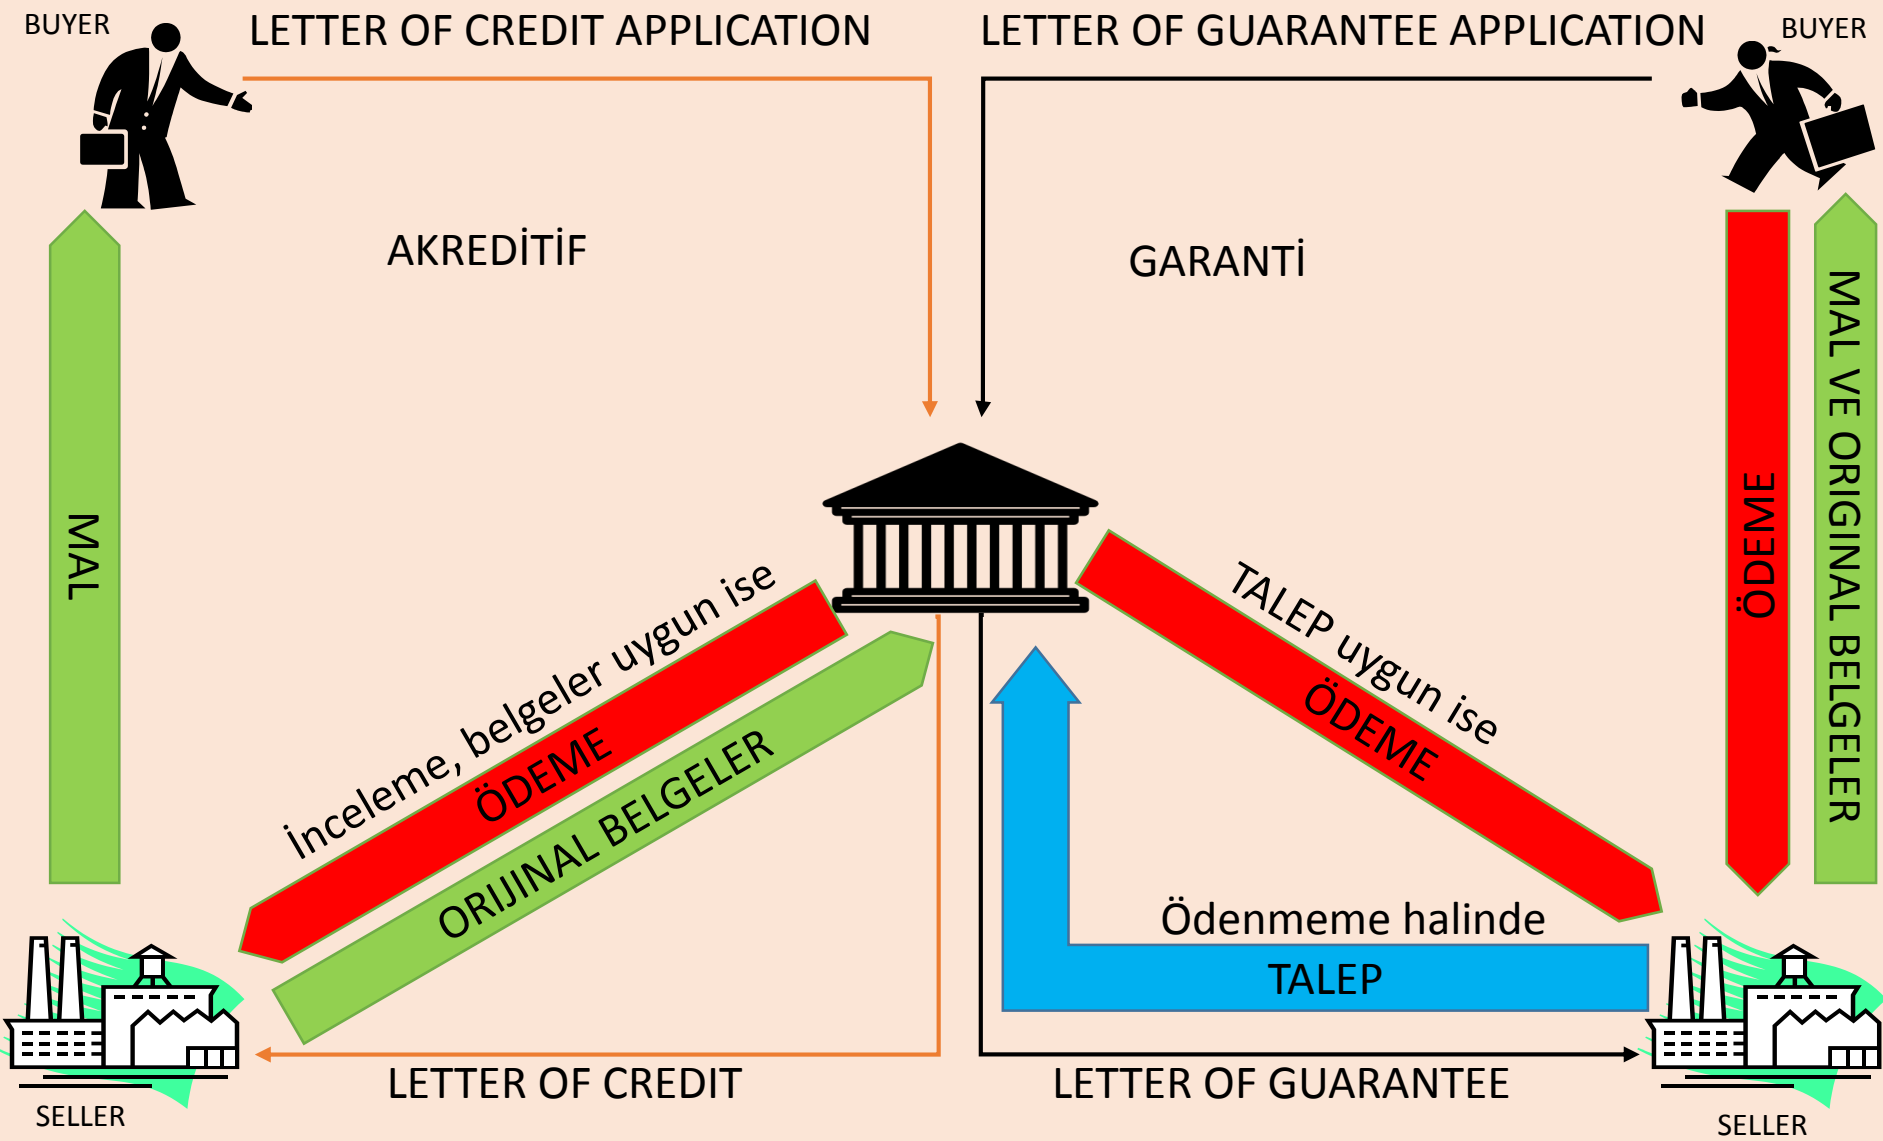 BUYER
LETTER OF CREDIT APPLICATION
LETTER OF GUARANTEE APPLICATION
BUYER
AKREDİTİF
GARANTİ
MAL
İnceleme, belgeler uygun ise
ÖDEME
ORIJINAL BELGELER
TALEP uygun ise
ÖDEME
ÖDEME
MAL VE ORIGINAL BELGELER
Ödenmeme halinde
TALEP
LETTER OF CREDIT
LETTER OF GUARANTEE
SELLER
SELLER